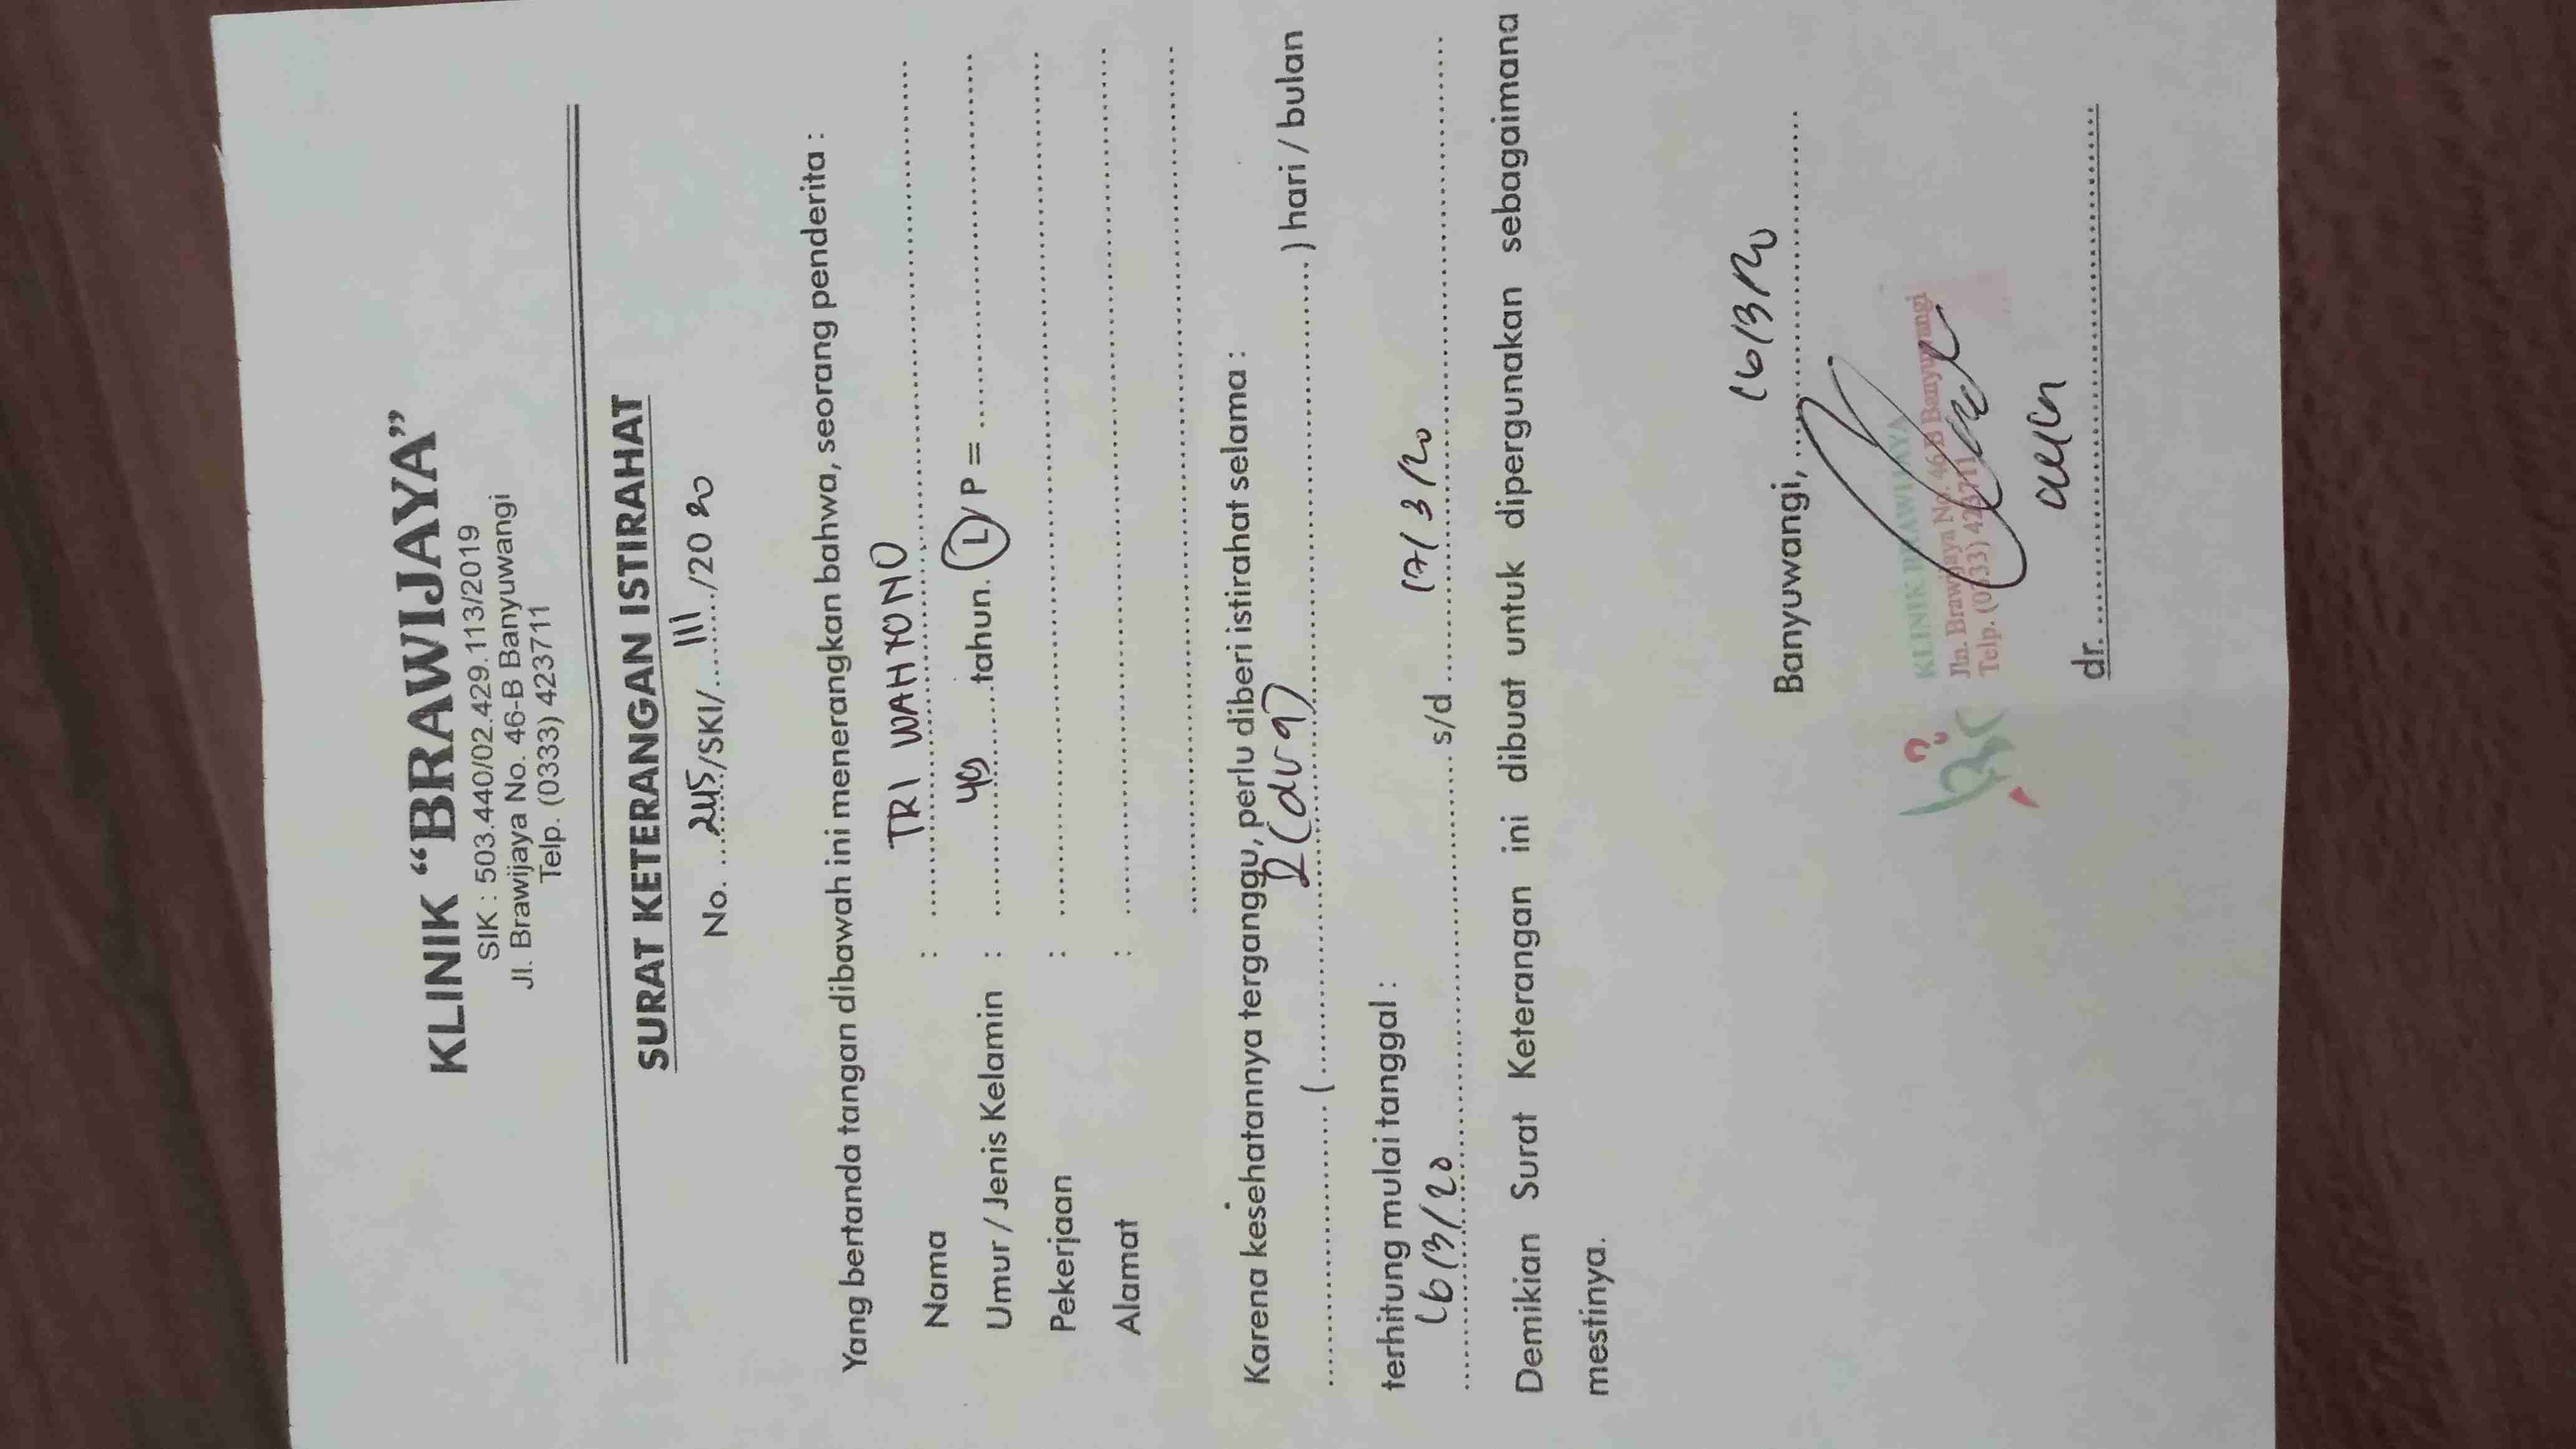 KLINIK “BRAWIJAYA”
SIK : 503.440/02.429.113/2019
Jl. Brawijaya No. 46-B Banyuwangi
Telp. (0333) 423711
SURAT KETERANGAN ISTIRAHAT
No. ...245/SKI/....III..../20 20
Yang bertanda tangan dibawah ini menerangkan bahwa, seorang penderita :
Nama : TRI WAHYONO
Umur / Jenis Kelamin : 49 tahun. L / P =
Pekerjaan :
Alamat :
Karena kesehatannya terganggu, perlu diberi istirahat selama :
( 2 (dua) ) hari / bulan
terhitung mulai tanggal :
16/3/20 s/d 17/3/20
Demikian Surat Keterangan ini dibuat untuk dipergunakan sebagaimana
mestinya.
Banyuwangi, 16/3/20
KLINIK BRAWIJAYA
Jln. Brawijaya No. 46 B Banyuwangi
Telp. (0333) 423711
dr.